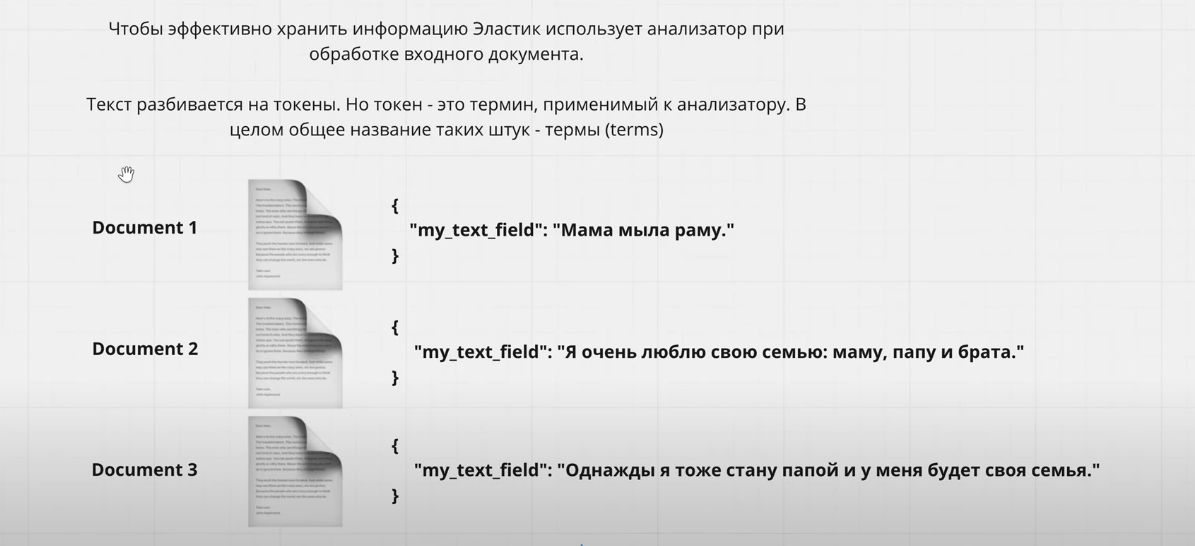 Чтобы эффективно хранить информацию Эластик использует анализатор при
обработке входного документа.
Текст разбивается на токены. Но токен - это термин, применимый к анализатору. В
целом общее название таких штук - термы (terms)
Document 1
{
"my_text_field": "Мама мыла раму."
}
Document 2
{
"my_text_field": "Я очень люблю свою семью: маму, папу и брата."
}
Document 3
{
"my_text_field": "Однажды я тоже стану папой и у меня будет своя семья."
}